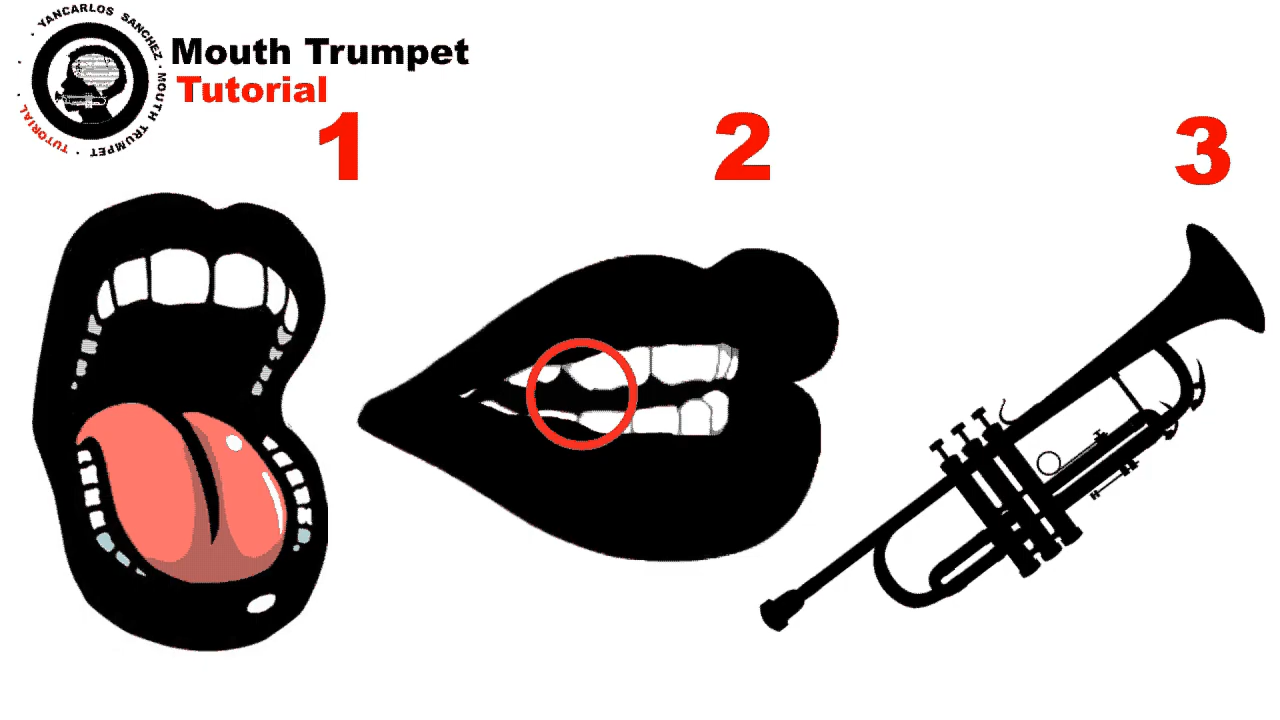 · YANCARLOS SANCHEZ · MOUTH TRUMPET · TUTORIAL ·
Mouth Trumpet
Tutorial
1
2
3